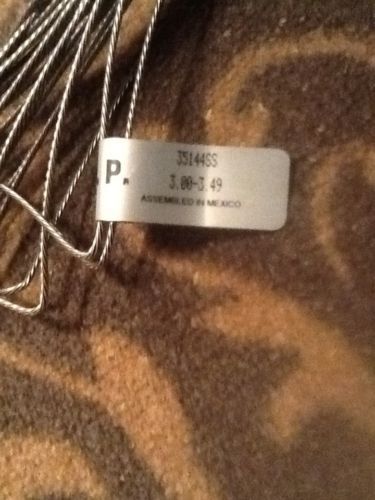 P.
35144SS
3.00-3.49
ASSEMBLED IN MEXICO